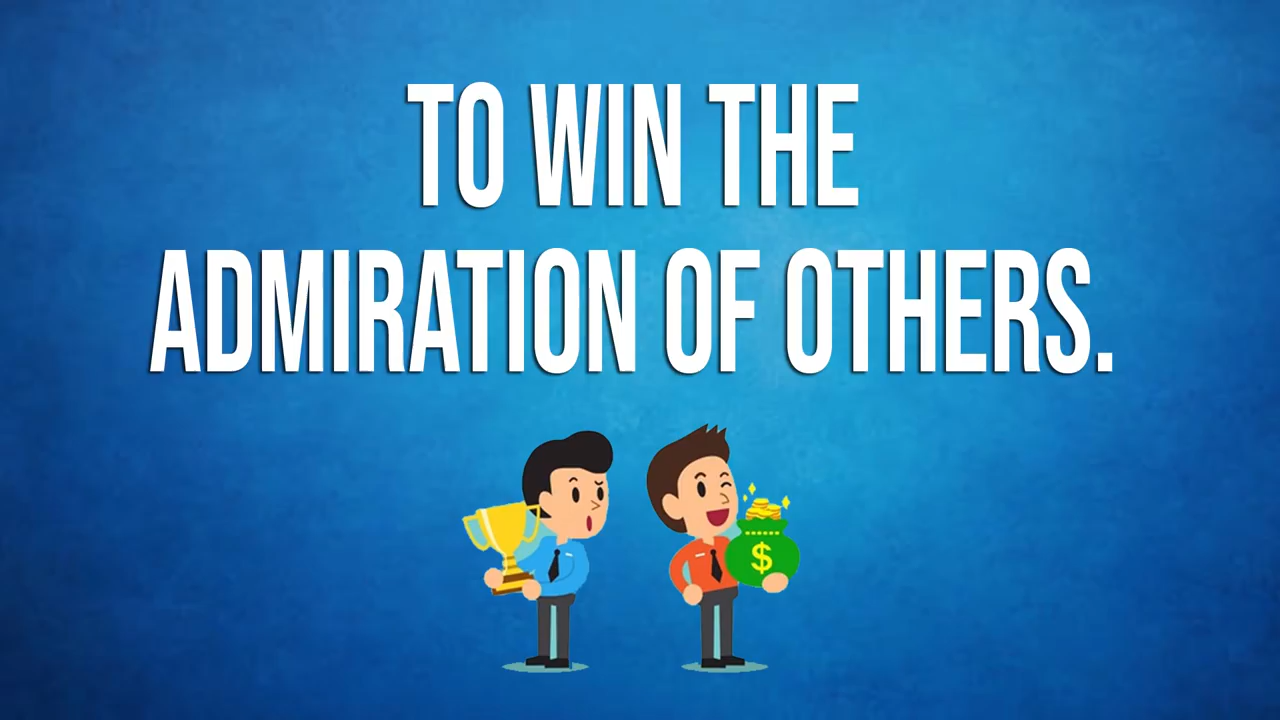 TO WIN THE
ADMIRATION OF OTHERS.
$